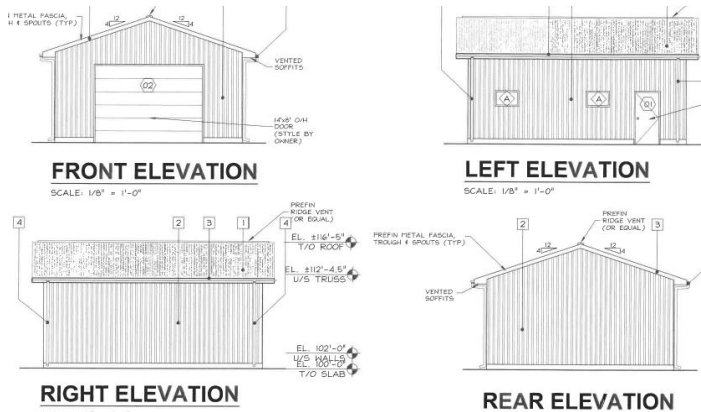 12
4
12
4
METAL FASCIA,
& SPOUTS (TYP)
VENTED
SOFFITS
02
14'x8' O/H
DOOR
(STYLE BY
OWNER)
FRONT ELEVATION
SCALE: 1/8" = 1'-0"
A
A
01
LEFT ELEVATION
SCALE: 1/8" = 1'-0"
4
2
3
1
4
PREFIN
RIDGE VENT
(OR EQUAL)
EL. ±116'-5"
T/O ROOF
EL. ±112'-4.5"
U/S TRUSS
EL. 102'-0"
U/S WALLS
EL. 100'-0"
T/O SLAB
RIGHT ELEVATION
PREFIN
RIDGE VENT
(OR EQUAL)
2
3
PREFIN METAL FASCIA,
TROUGH & SPOUTS (TYP)
12
4
12
4
VENTED
SOFFITS
REAR ELEVATION